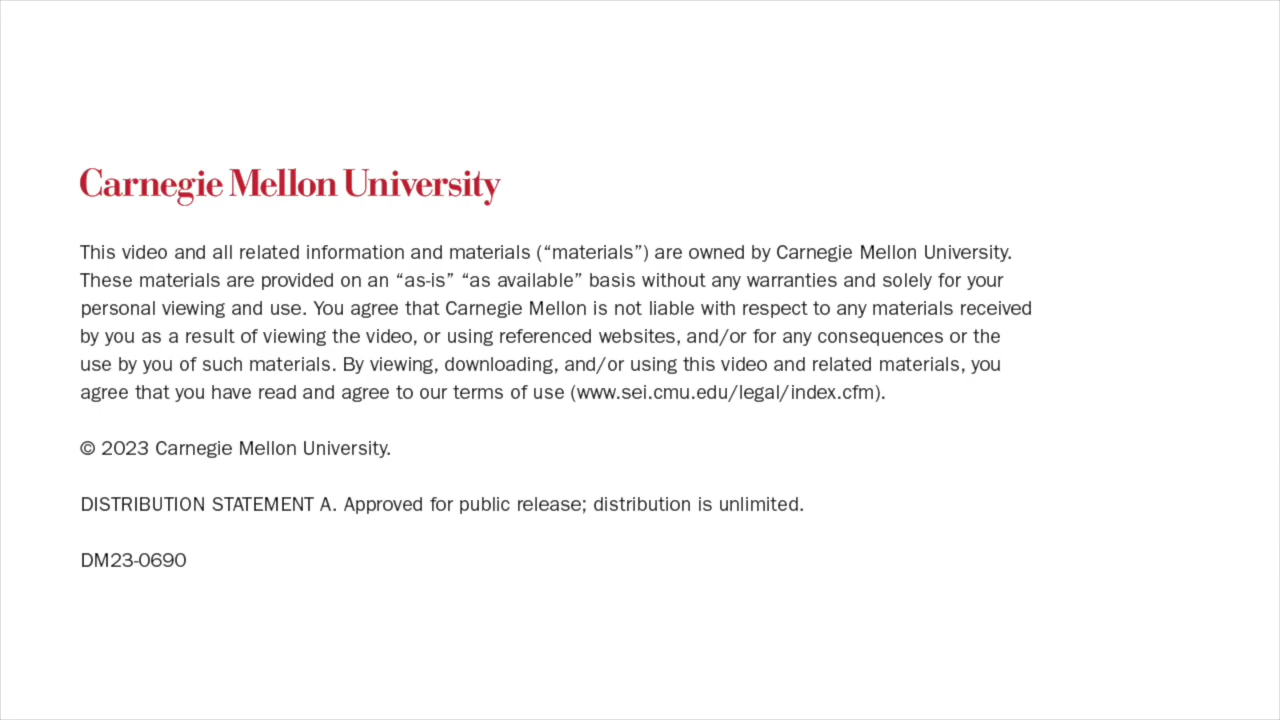 Carnegie Mellon University
This video and all related information and materials (“materials”) are owned by Carnegie Mellon University.
These materials are provided on an “as-is” “as available” basis without any warranties and solely for your
personal viewing and use. You agree that Carnegie Mellon is not liable with respect to any materials received
by you as a result of viewing the video, or using referenced websites, and/or for any consequences or the
use by you of such materials. By viewing, downloading, and/or using this video and related materials, you
agree that you have read and agree to our terms of use (www.sei.cmu.edu/legal/index.cfm).
© 2023 Carnegie Mellon University.
DISTRIBUTION STATEMENT A. Approved for public release; distribution is unlimited.
DM23-0690